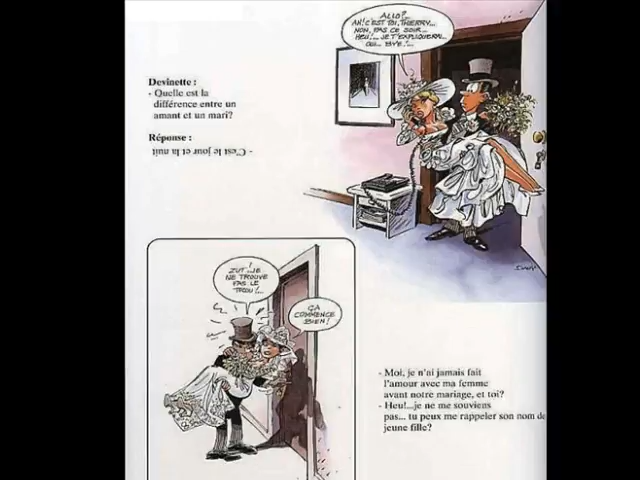 ALLO?..
AH! C'EST TOI, THIERRY...
NON, PAS CE SOIR...
HEU!... JE T'EXPLIQUERAI...
OUI... BYE!...
Devinette :
- Quelle est la
différence entre un
amant et un mari?
Réponse :
- C'est le jour et la nuit
ZUT!..JE
NE TROUVE
PAS LE
TROU!...
ÇA
COMMENCE
BIEN!
- Moi, je n'ai jamais fait
l'amour avec ma femme
avant notre mariage, et toi?
- Heu!...je ne me souviens
pas... tu peux me rappeler son nom de
jeune fille?